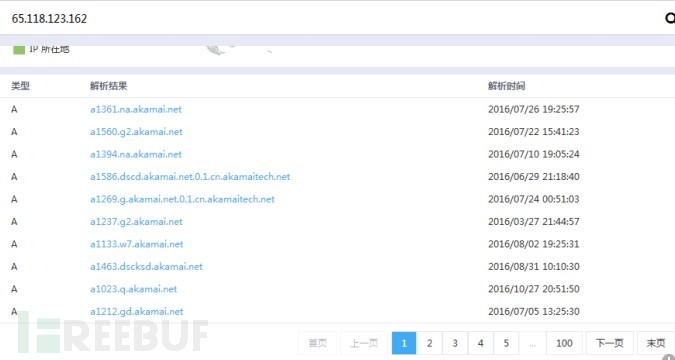 65.118.123.162
IP 所在地
类型 解析结果 解析时间
A a1361.na.akamai.net 2016/07/26 19:25:57
A a1560.g2.akamai.net 2016/07/22 15:41:23
A a1394.na.akamai.net 2016/07/10 19:05:24
A a1586.dscd.akamai.net.0.1.cn.akamaitech.net 2016/06/29 21:18:40
A a1269.g.akamai.net.0.1.cn.akamaitech.net 2016/07/24 00:51:03
A a1237.g2.akamai.net 2016/03/27 21:44:57
A a1133.w7.akamai.net 2016/08/02 19:25:31
A a1463.dscksd.akamai.net 2016/08/31 10:10:30
A a1023.q.akamai.net 2016/10/27 20:51:50
A a1212.gd.akamai.net 2016/07/05 13:25:30
FREEBUF
首页 上一页 1 2 3 4 5 ... 100 下一页 末页